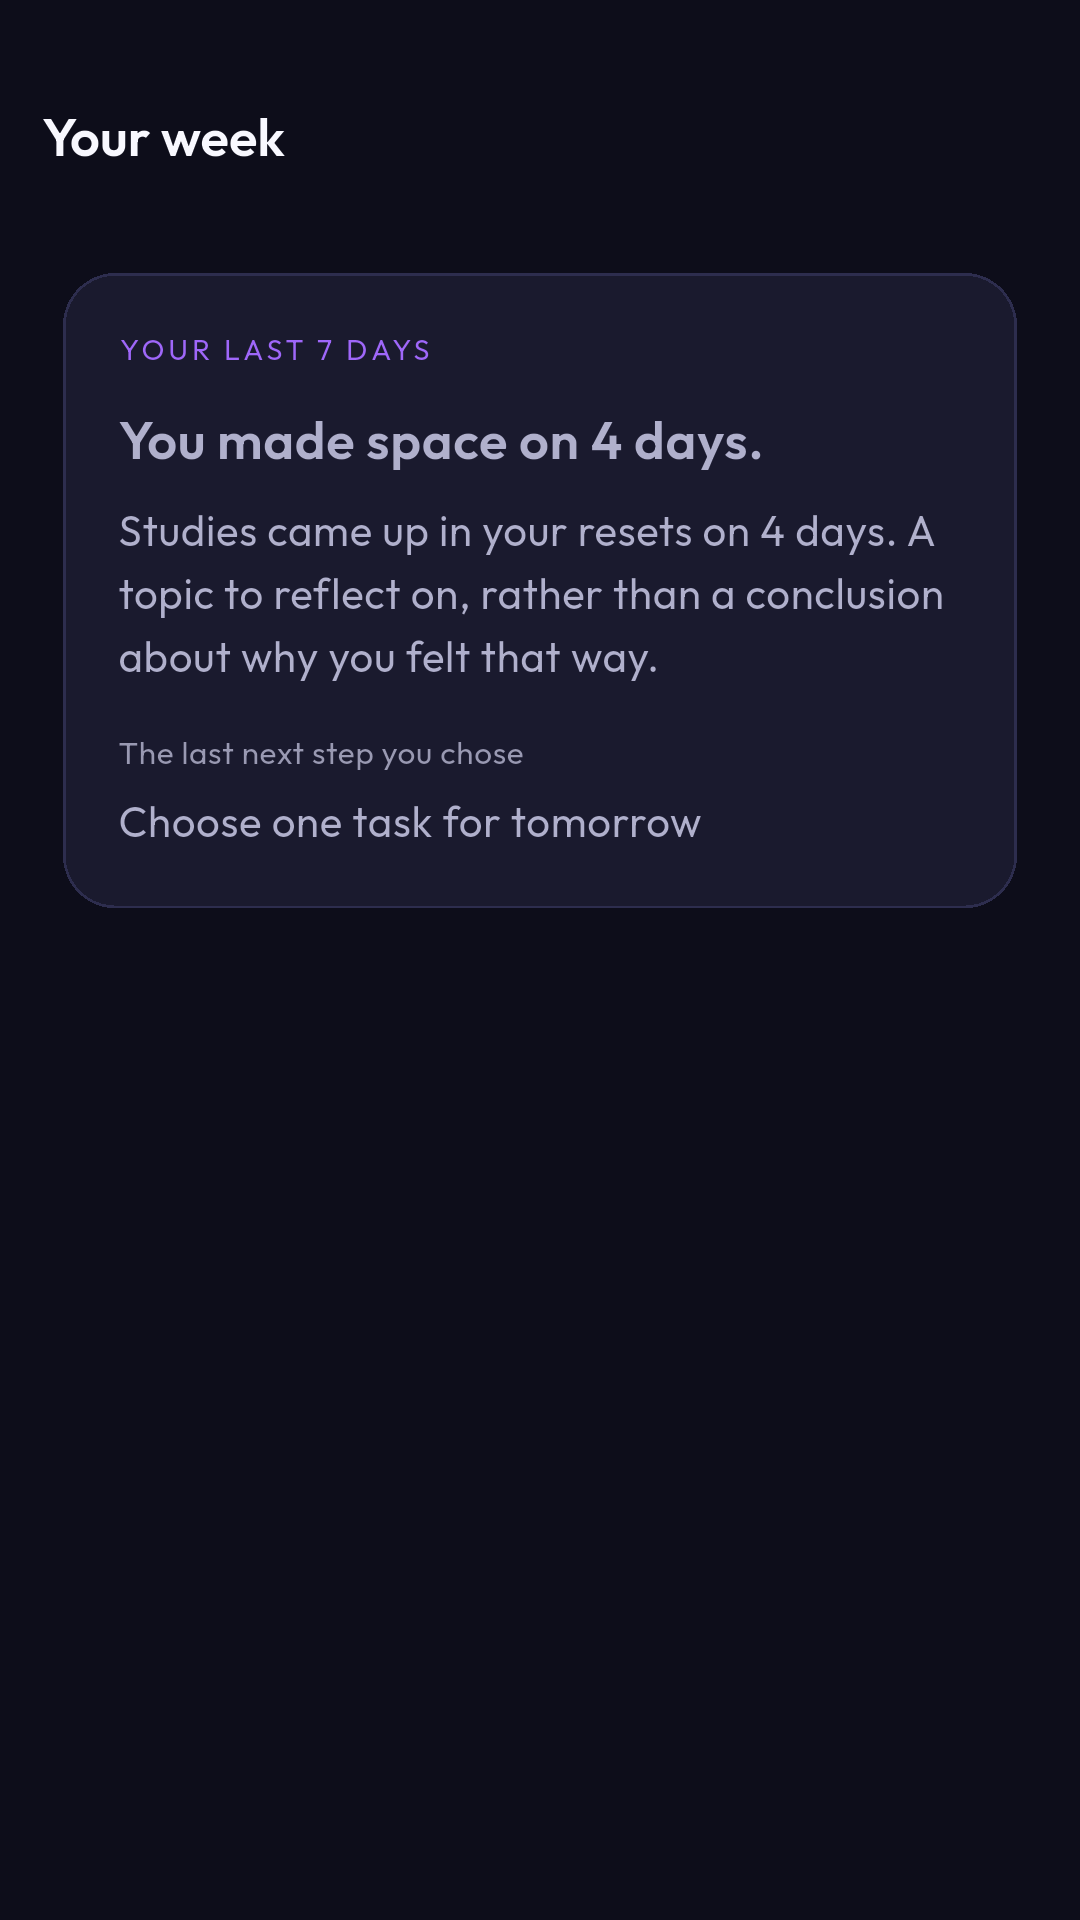 Your week
YOUR LAST 7 DAYS
You made space on 4 days.
Studies came up in your resets on 4 days. A
topic to reflect on, rather than a conclusion
about why you felt that way.
The last next step you chose
Choose one task for tomorrow